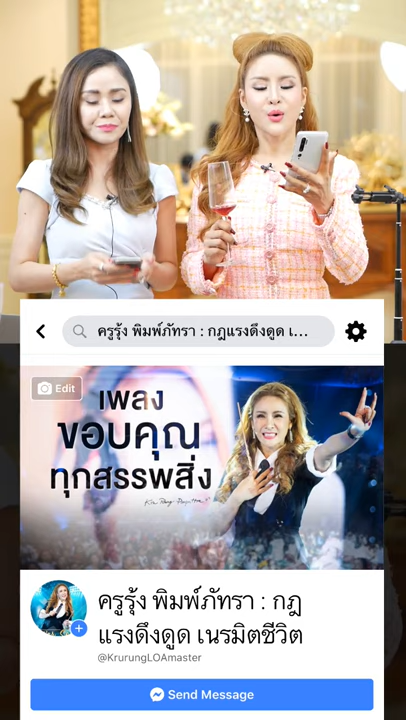 ครูรุ้ง พิมพ์ภัทรา : กฎแรงดึงดูด เ...
Edit
เพลง
ขอบคุณ
ทุกสรรพสิ่ง
ครูรุ้ง พิมพ์ภัทรา : กฎ
แรงดึงดูด เนรมิตชีวิต
@KrurungLOAmaster
Send Message